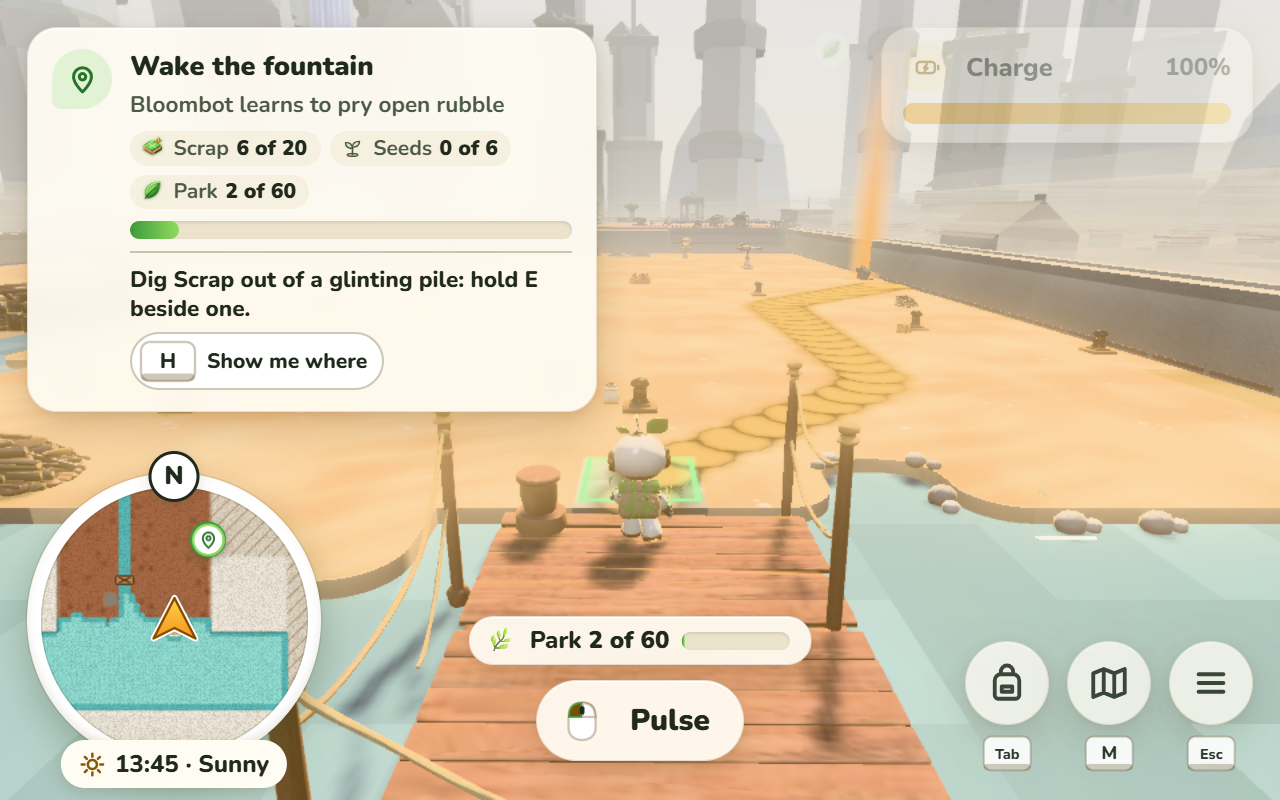 Wake the fountain
Bloombot learns to pry open rubble
Scrap 6 of 20 Seeds 0 of 6
Park 2 of 60
Dig Scrap out of a glinting pile: hold E
beside one.
H Show me where
Charge 100%
N
13:45 · Sunny
Park 2 of 60
Pulse
Tab M Esc